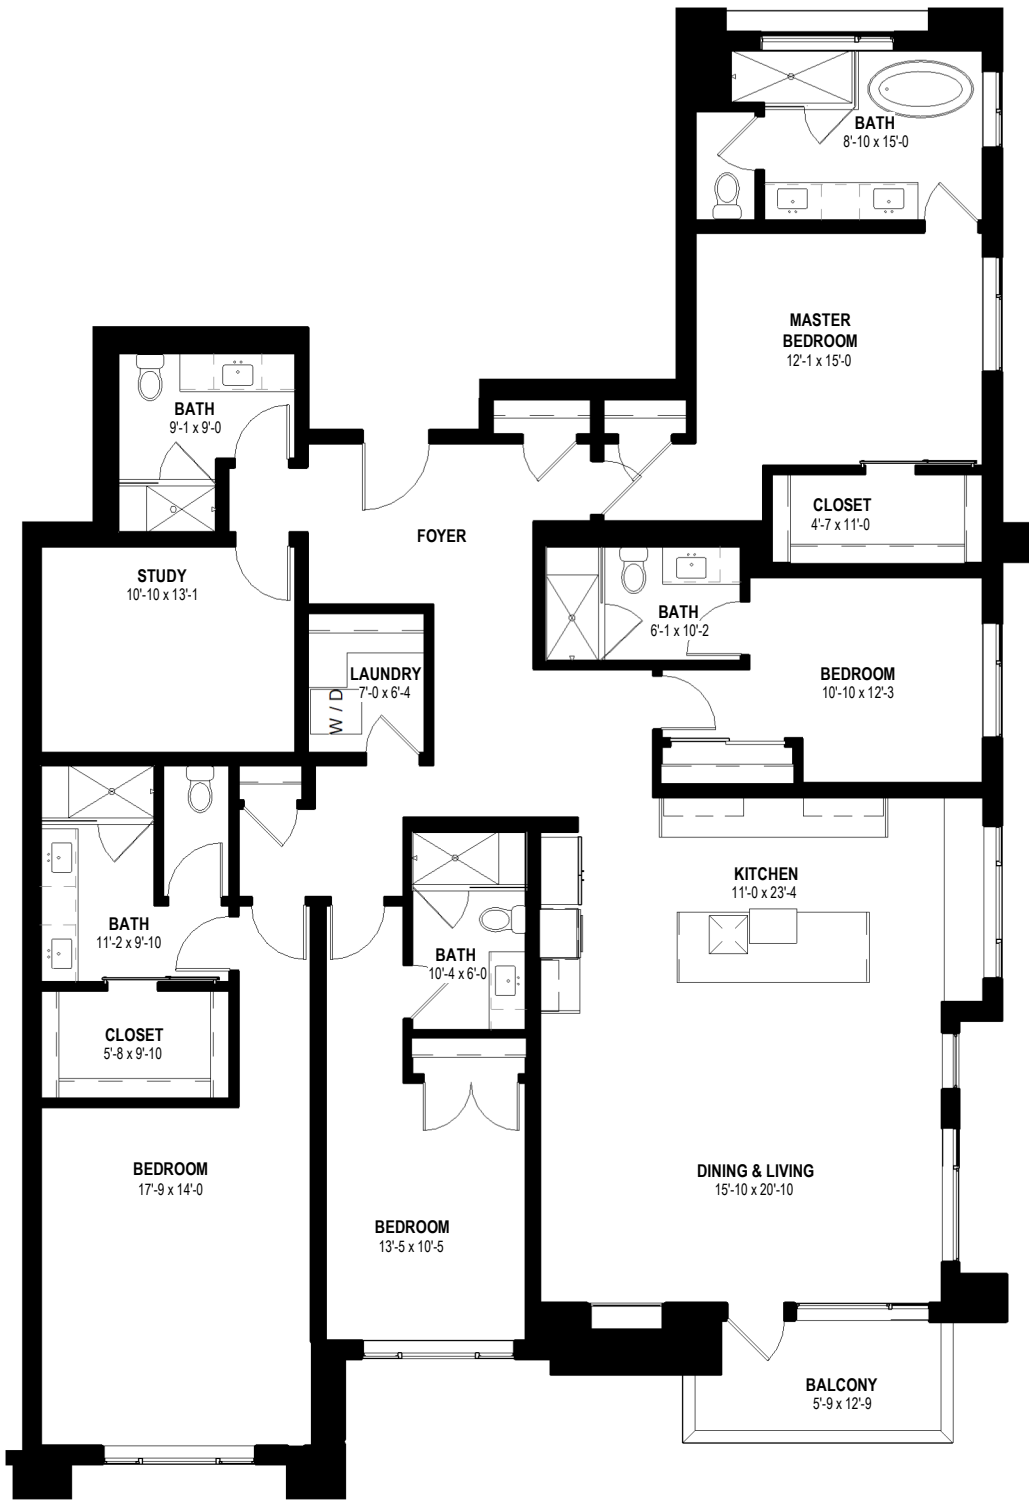 BATH
8'-10 x 15'-0
MASTER
BEDROOM
12'-1 x 15'-0
BATH
9'-1 x 9'-0
CLOSET
4'-7 x 11'-0
FOYER
STUDY
10'-10 x 13'-1
BATH
6'-1 x 10'-2
LAUNDRY
7'-0 x 6'-4
W / D
BEDROOM
10'-10 x 12'-3
KITCHEN
11'-0 x 23'-4
BATH
11'-2 x 9'-10
BATH
10'-4 x 6'-0
CLOSET
5'-8 x 9'-10
BEDROOM
17'-9 x 14'-0
DINING & LIVING
15'-10 x 20'-10
BEDROOM
13'-5 x 10'-5
BALCONY
5'-9 x 12'-9